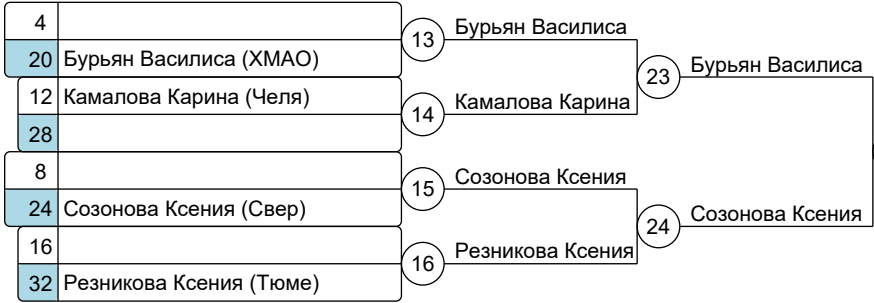 4
13
Бурьян Василиса
20 Бурьян Василиса (ХМАО)
23
Бурьян Василиса
12 Камалова Карина (Челя)
14
Камалова Карина
28
8
15
Созонова Ксения
24 Созонова Ксения (Свер)
24
Созонова Ксения
16
16
Резникова Ксения
32 Резникова Ксения (Тюме)